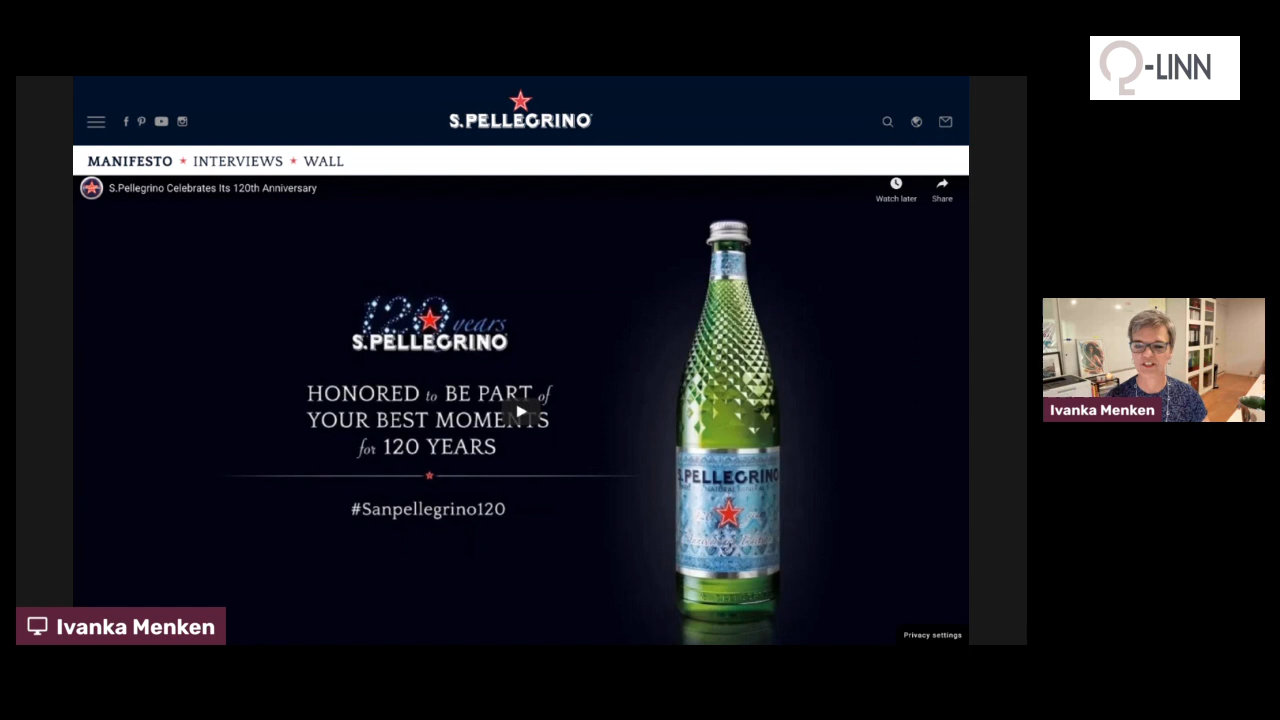 Q-LINN
S.PELLEGRINO
MANIFESTO ★ INTERVIEWS ★ WALL
S.Pellegrino Celebrates Its 120th Anniversary
Watch later
Share
120 years
S.PELLEGRINO
HONORED to BE PART of
YOUR BEST MOMENTS
for 120 YEARS
#Sanpellegrino120
S.PELLEGRINO
Privacy settings
Ivanka Menken
Ivanka Menken